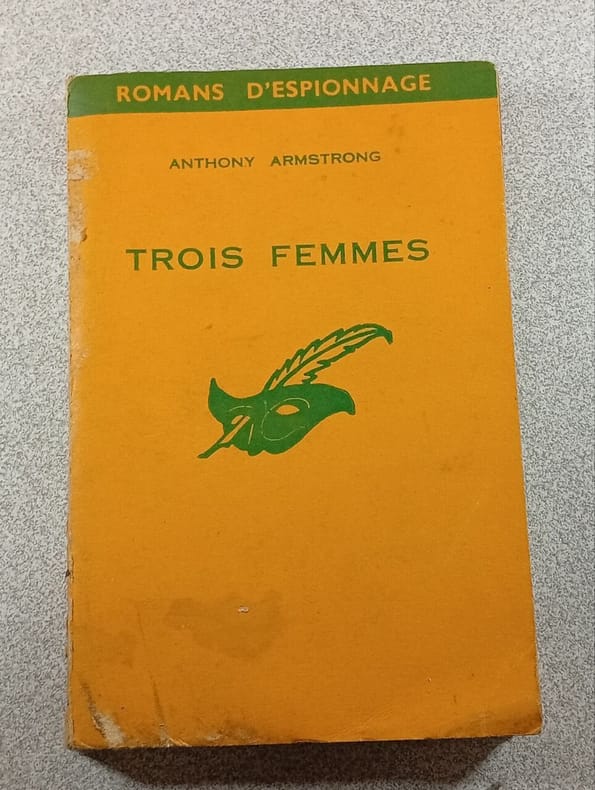 ROMANS D'ESPIONNAGE
ANTHONY ARMSTRONG
TROIS FEMMES